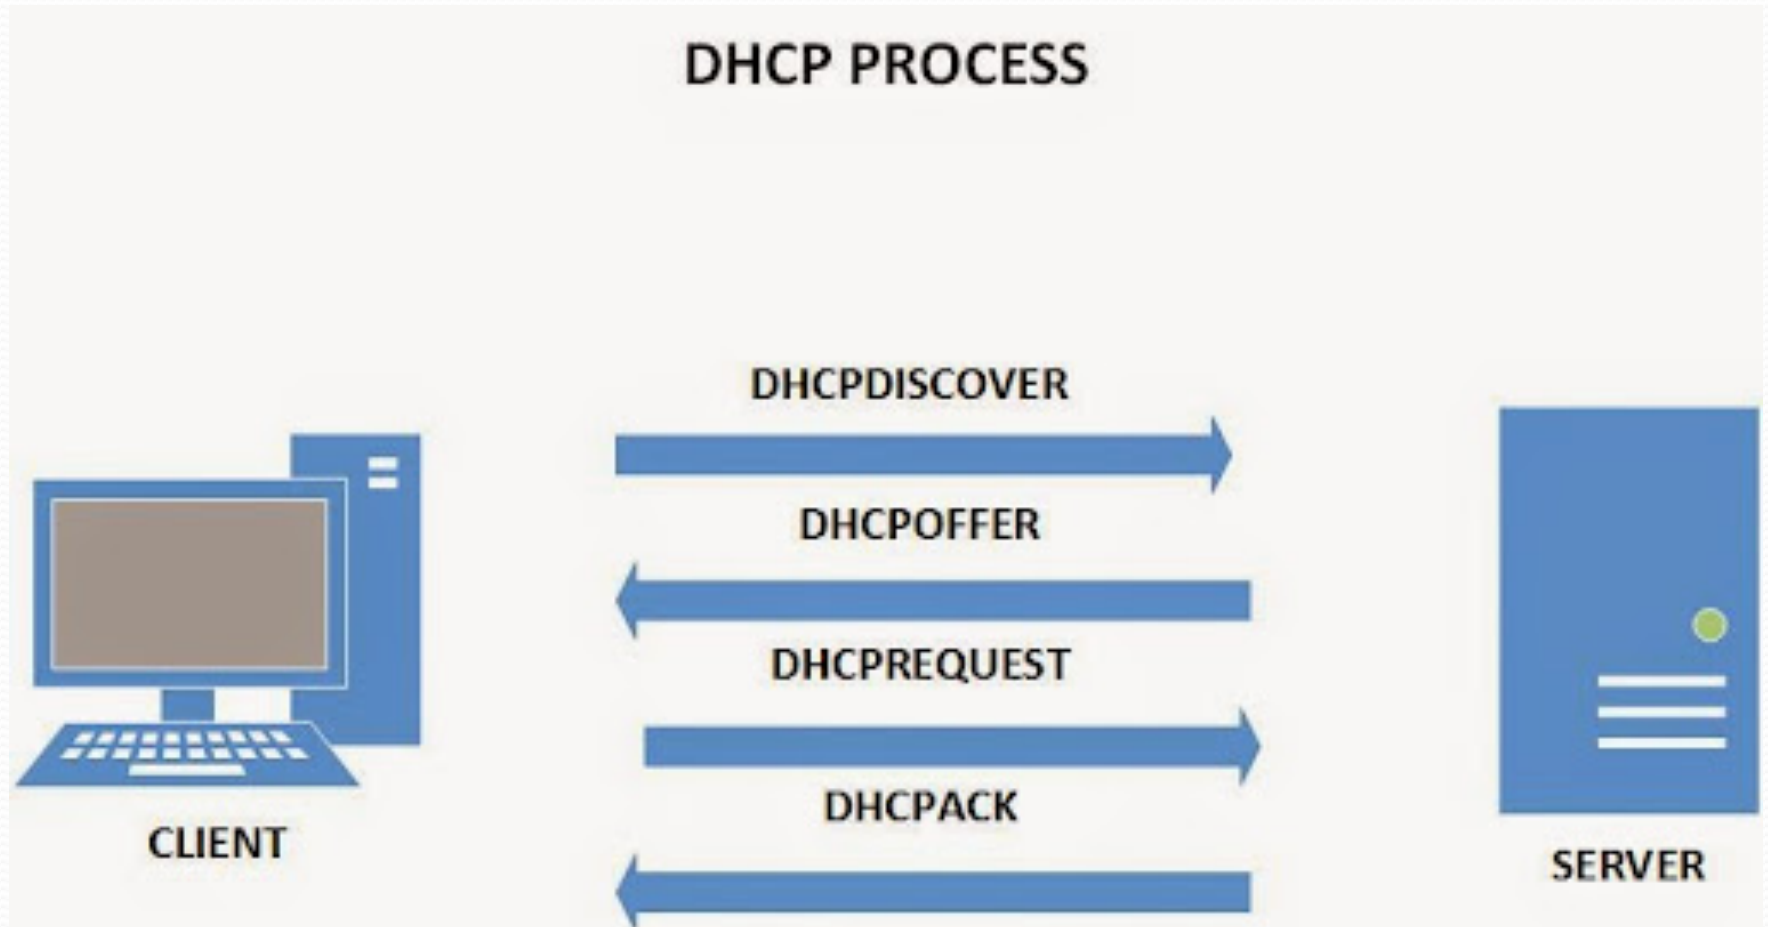 DHCP PROCESS
DHCPDISCOVER
DHCPOFFER
DHCPREQUEST
DHCPACK
CLIENT
SERVER